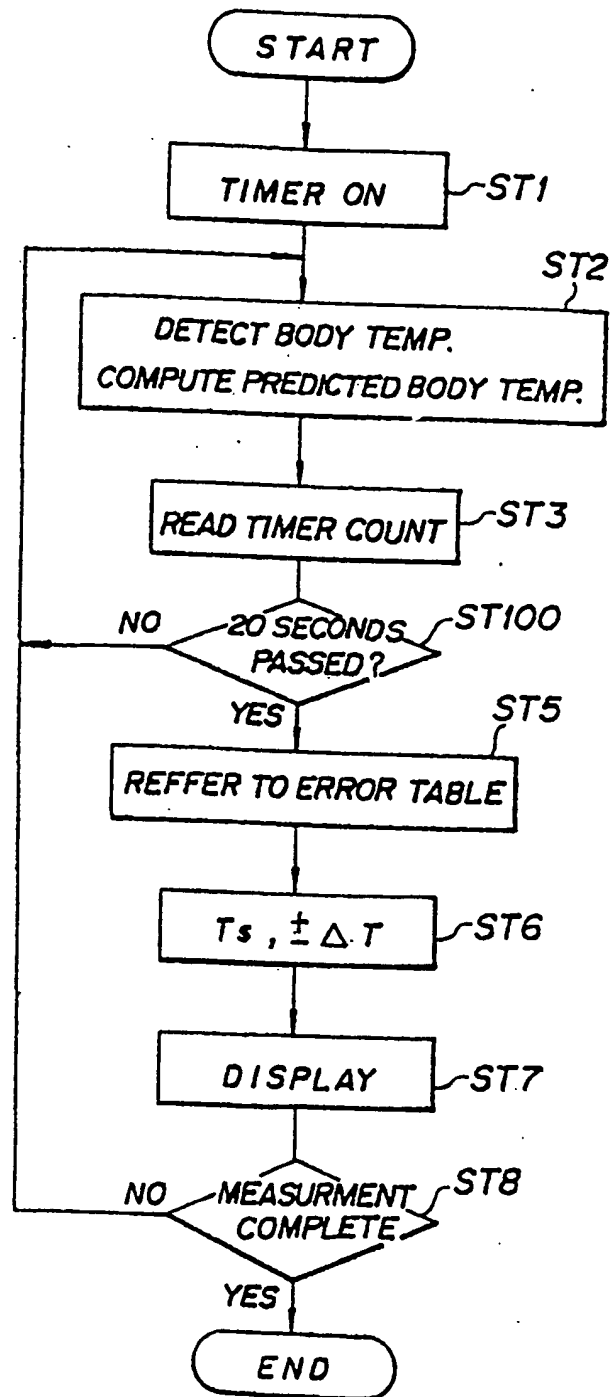 START
TIMER ON
ST1
ST2
DETECT BODY TEMP.
COMPUTE PREDICTED BODY TEMP.
READ TIMER COUNT
ST3
NO
20 SECONDS
PASSED?
ST100
YES
ST5
REFFER TO ERROR TABLE
Ts, ± Δ T
ST6
DISPLAY
ST7
NO
MEASURMENT
COMPLETE
ST8
YES
END